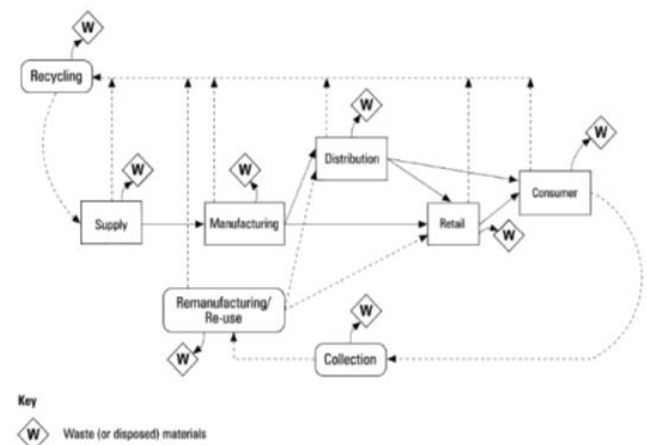 W
Recycling
W
W
W
W
Distribution
Consumer
Supply
Manufacturing
Retail
W
Remanufacturing/
Re-use
W
W
Collection
Key
W Waste (or disposed) materials